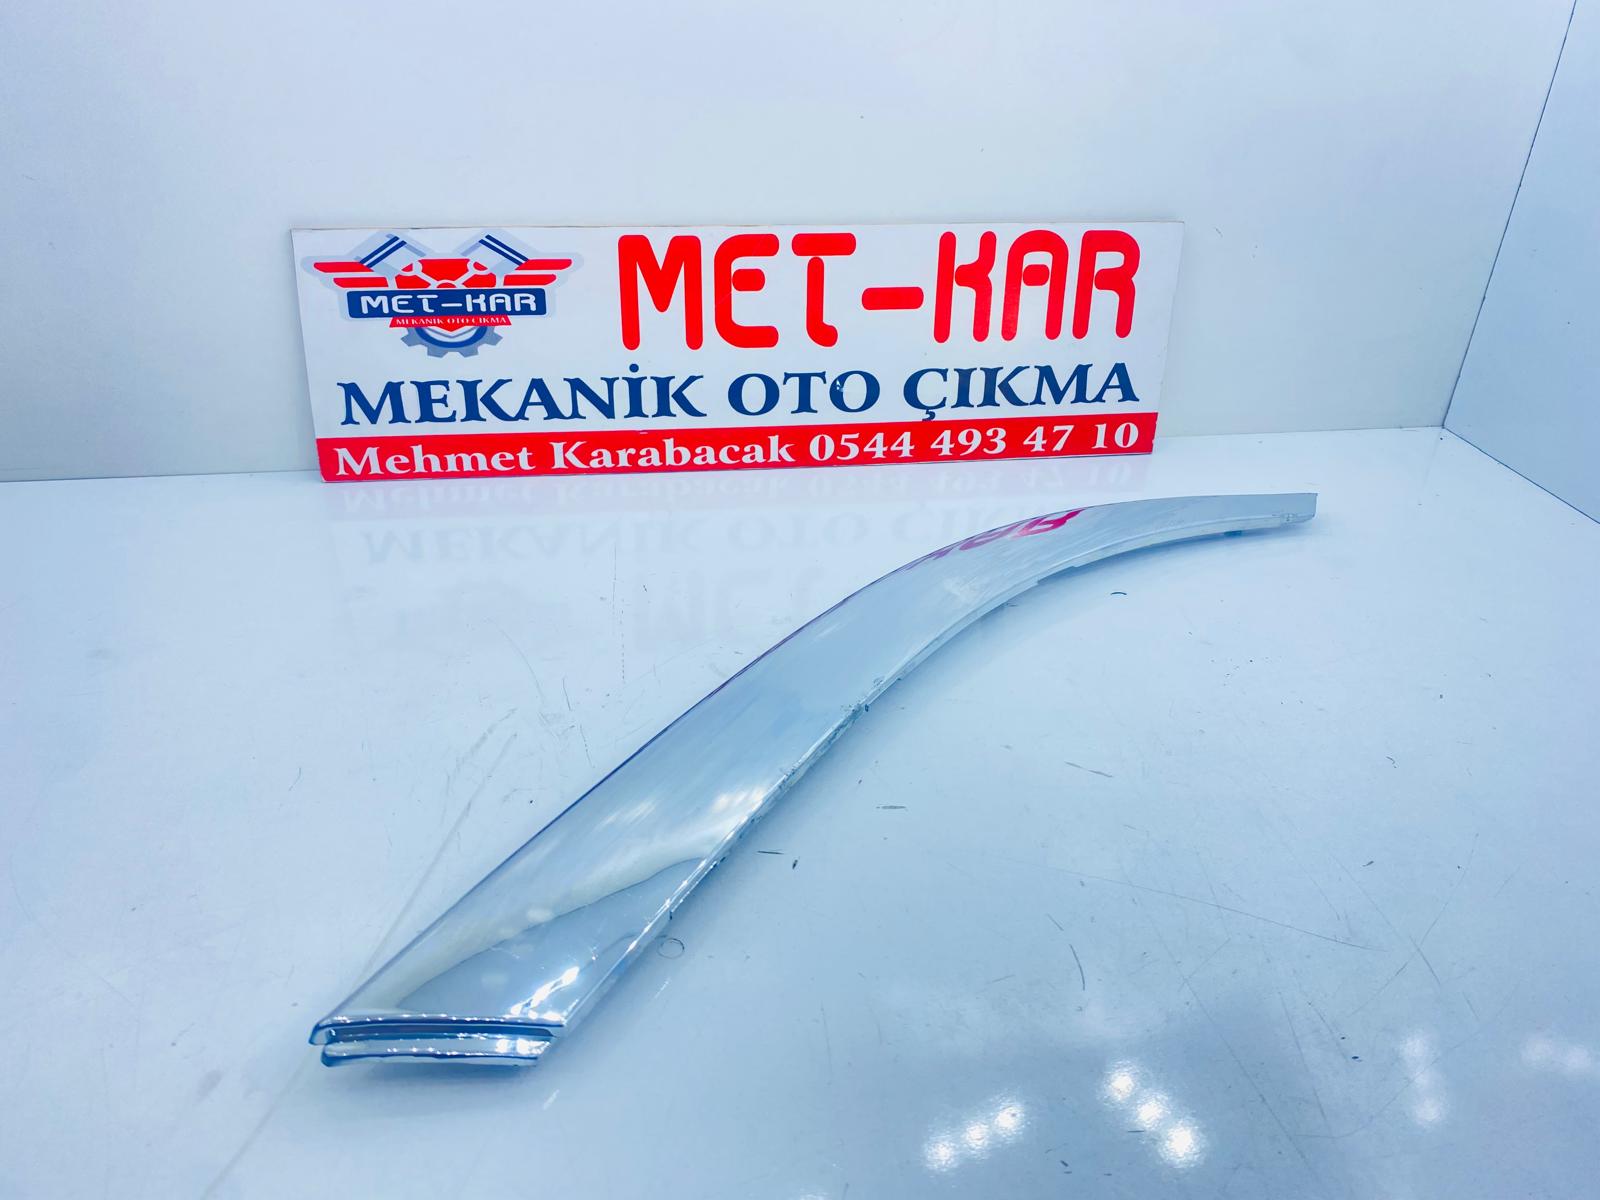 MET-KAR
MEKANİK OTO ÇIKMA
MET-KAR
MEKANİK OTO ÇIKMA
Mehmet Karabacak 0544 493 47 10